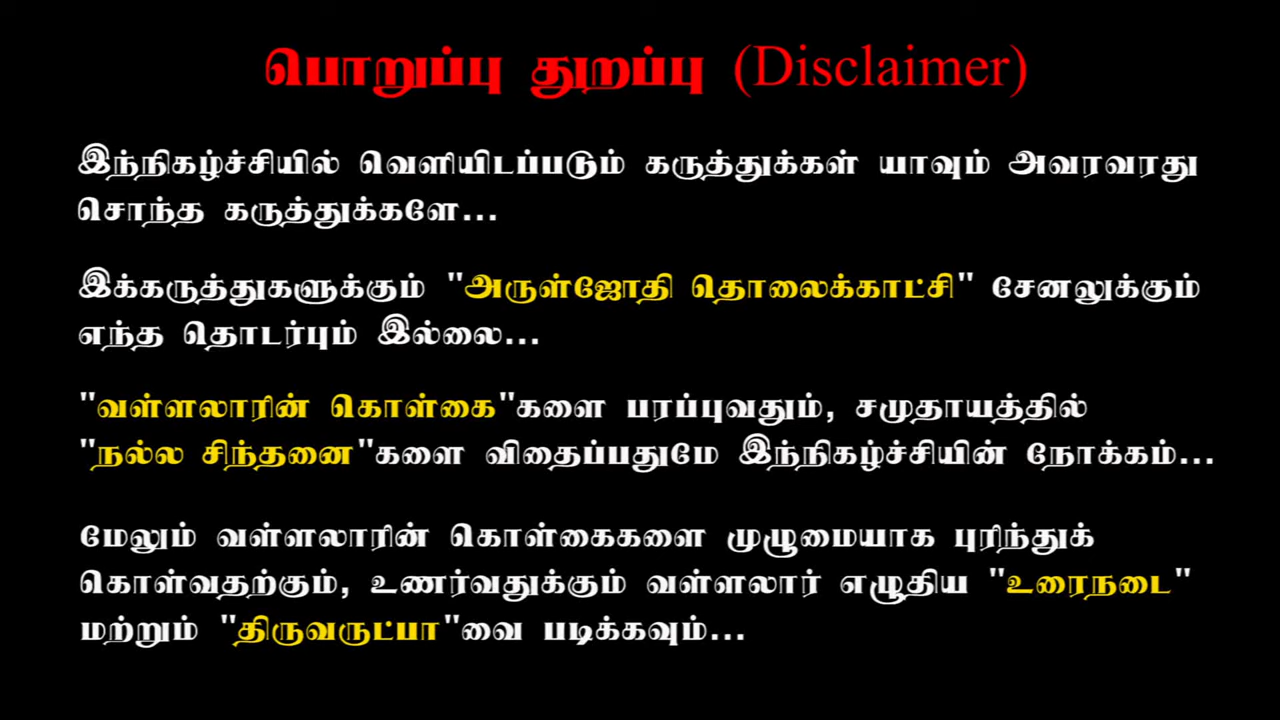 பொறுப்பு துறப்பு (Disclaimer)
இந்நிகழ்ச்சியில் வெளியிடப்படும் கருத்துக்கள் யாவும் அவரவரது
சொந்த கருத்துக்களே...
இக்கருத்துகளுக்கும் "அருள்ஜோதி தொலைக்காட்சி" சேனலுக்கும்
எந்த தொடர்பும் இல்லை...
"வள்ளலாரின் கொள்கை"களை பரப்புவதும், சமுதாயத்தில்
"நல்ல சிந்தனை"களை விதைப்பதுமே இந்நிகழ்ச்சியின் நோக்கம்...
மேலும் வள்ளலாரின் கொள்கைகளை முழுமையாக புரிந்துக்
கொள்வதற்கும், உணர்வதுக்கும் வள்ளலார் எழுதிய "உரைநடை"
மற்றும் "திருவருட்பா"வை படிக்கவும்...